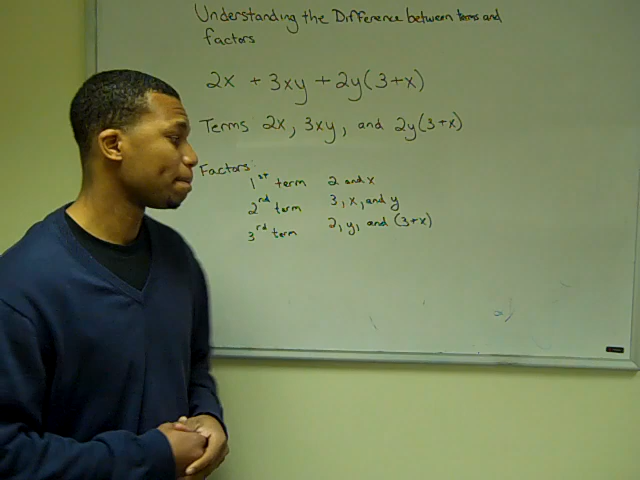 Understanding the Difference between terms and
factors
2x + 3xy + 2y(3+x)
Terms 2x, 3xy, and 2y(3+x)
Factors:
1st term 2 and x
2rd term 3, x, and y
3rd term 2, y, and (3+x)